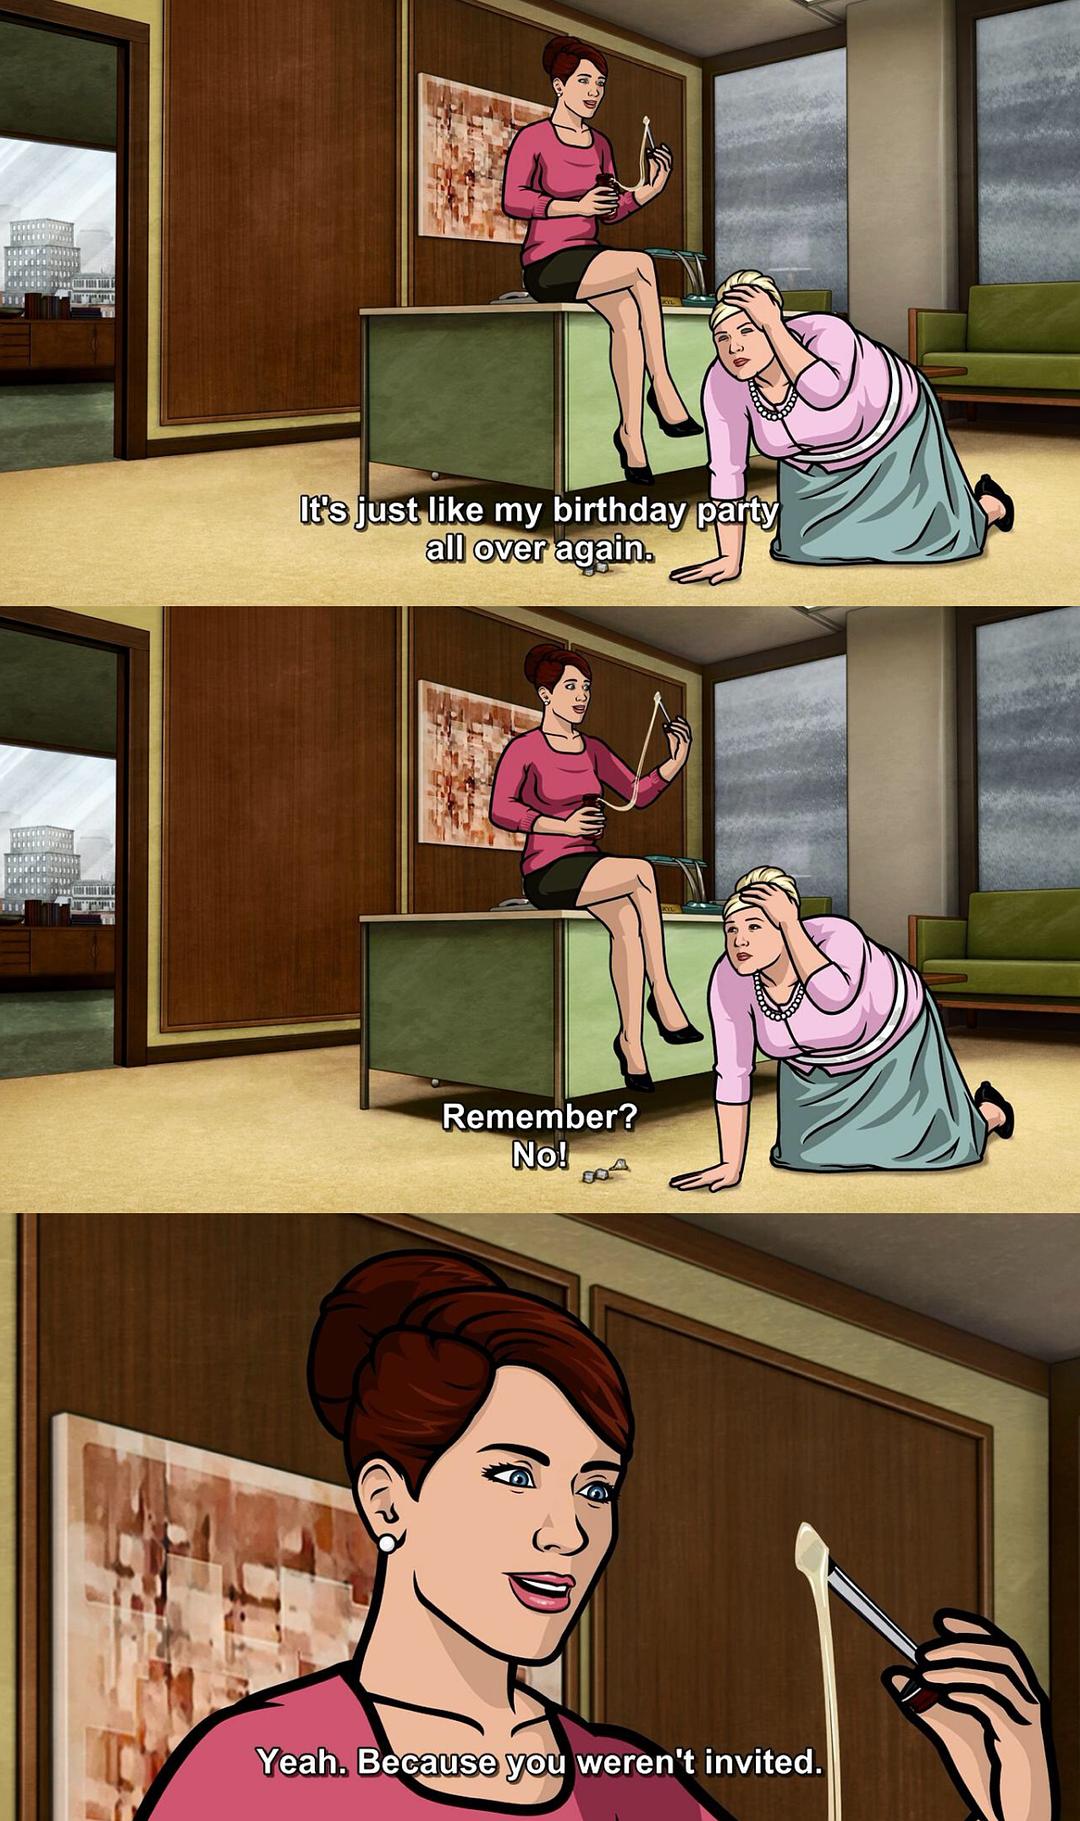 It's just like my birthday party
all over again.
Remember?
No!
Yeah. Because you weren't invited.